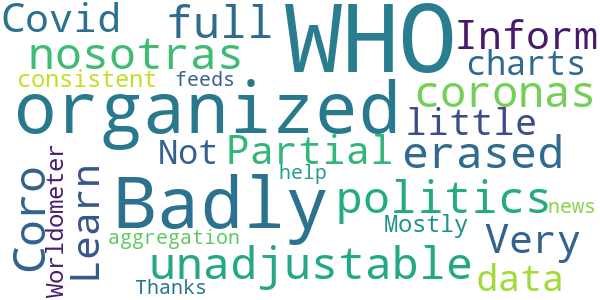 Covid full WHO Inform
nosotras charts
consistent feeds coronas
organized little
Not Partial erased
Coro Worldometer Learn help
Badly politics news
aggregation Mostly Very
unadjustable data
Thanks